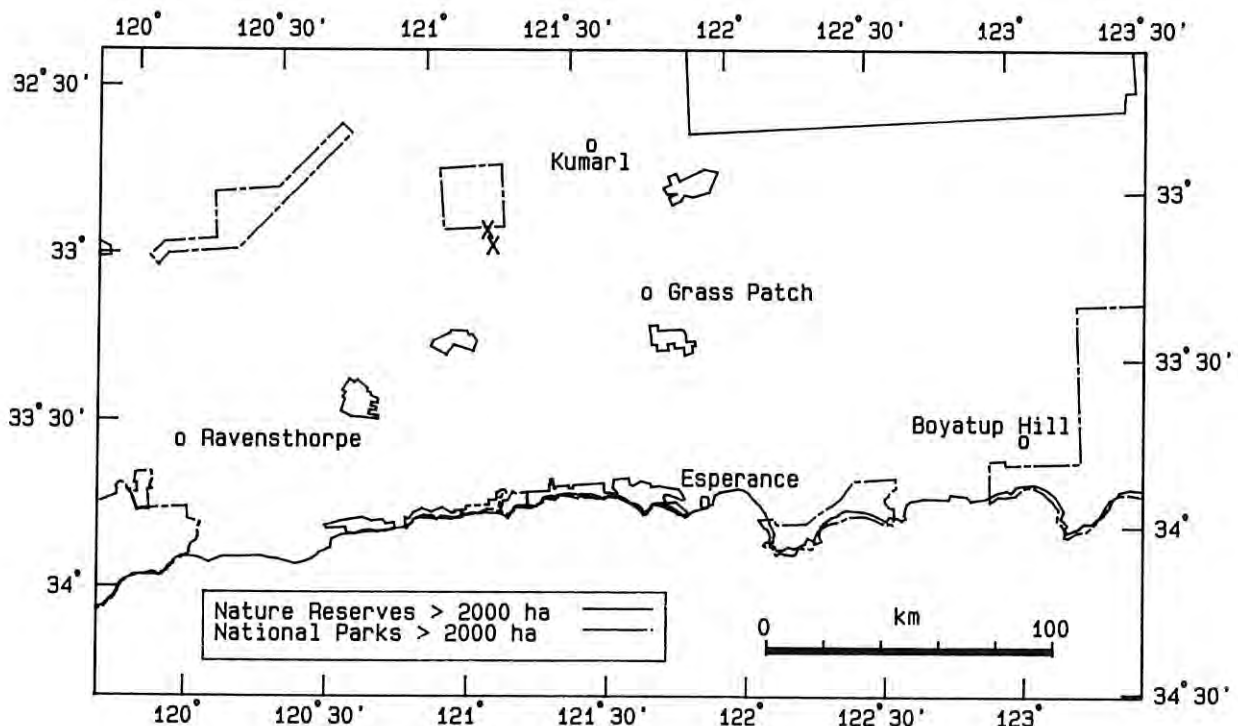 120° 120°30' 121° 121°30' 122° 122°30' 123° 123°30'
32°30'
Kumarl
33°
33°
Grass Patch
33°30'
33°30'
Boyatup Hill
Ravensthorpe
Esperance
34°
34°
Nature Reserves > 2000 ha
National Parks > 2000 ha
km
0 100
34°30'
120° 120°30' 121° 121°30' 122° 122°30' 123°